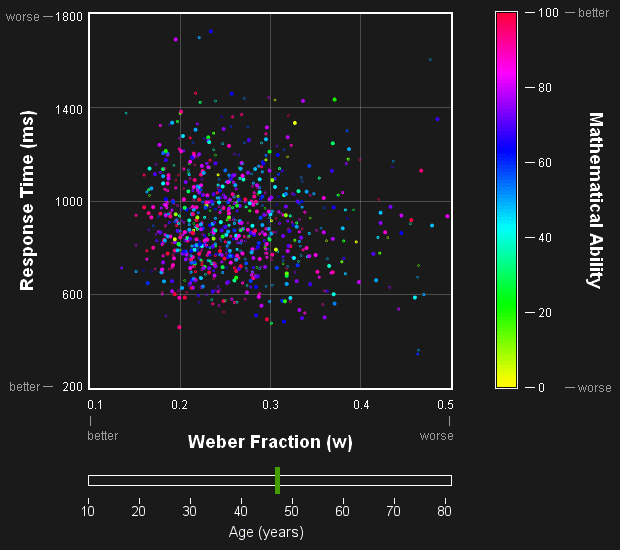 worse — 1800
1400
1000
600
better — 200
Response Time (ms)
0.1 0.2 0.3 0.4 0.5
better worse
Weber Fraction (w)
10 20 30 40 50 60 70 80
Age (years)
100 — better
80
60
40
20
0 — worse
Mathematical Ability